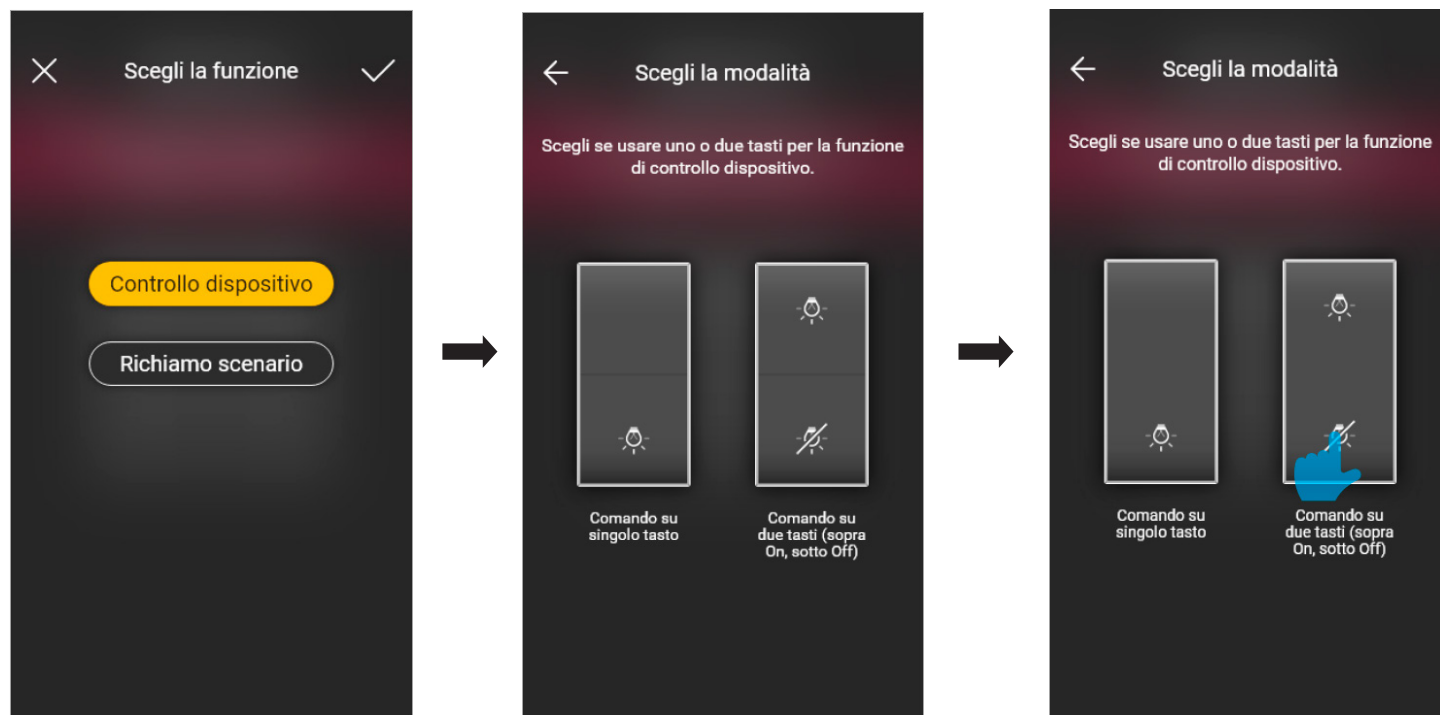 Scegli la funzione
Controllo dispositivo
Richiamo scenario
Scegli la modalità
Scegli se usare uno o due tasti per la funzione
di controllo dispositivo.
Comando su
singolo tasto
Comando su
due tasti (sopra
On, sotto Off)
Scegli la modalità
Scegli se usare uno o due tasti per la funzione
di controllo dispositivo.
Comando su
singolo tasto
Comando su
due tasti (sopra
On, sotto Off)